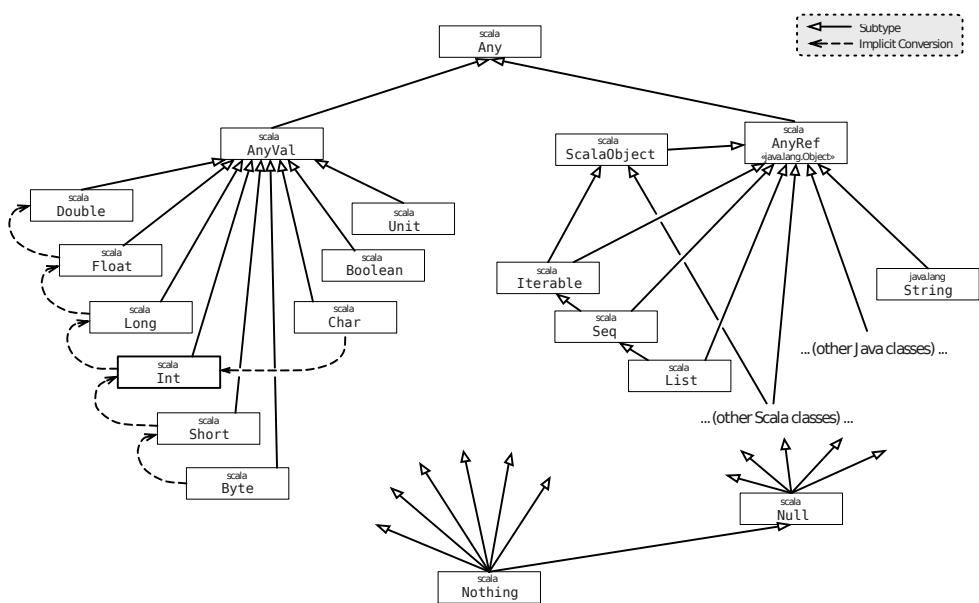 scala
Any
Subtype
Implicit Conversion
scala
AnyVal
scala
ScalaObject
scala
AnyRef
«java.lang.Object»
scala
Double
scala
Unit
scala
Float
scala
Boolean
scala
Iterable
java.lang
String
scala
Long
scala
Char
scala
Seq
... (other Java classes) ...
scala
Int
scala
List
scala
Short
... (other Scala classes) ...
scala
Byte
scala
Null
scala
Nothing